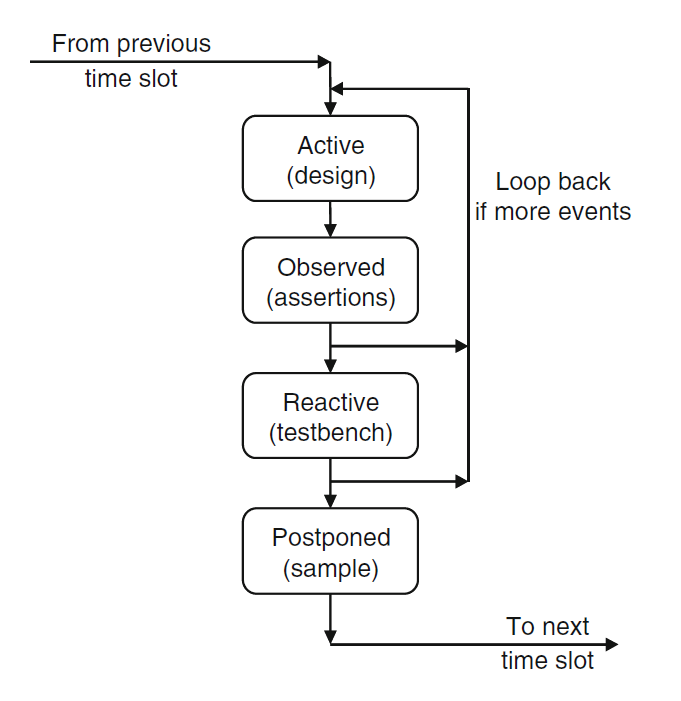 From previous
time slot
Active
(design)
Loop back
if more events
Observed
(assertions)
Reactive
(testbench)
Postponed
(sample)
To next
time slot